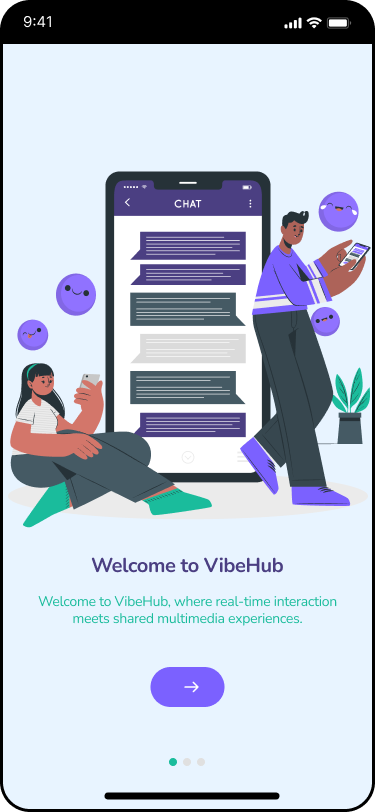 9:41
CHAT
Welcome to VibeHub
Welcome to VibeHub, where real-time interaction
meets shared multimedia experiences.